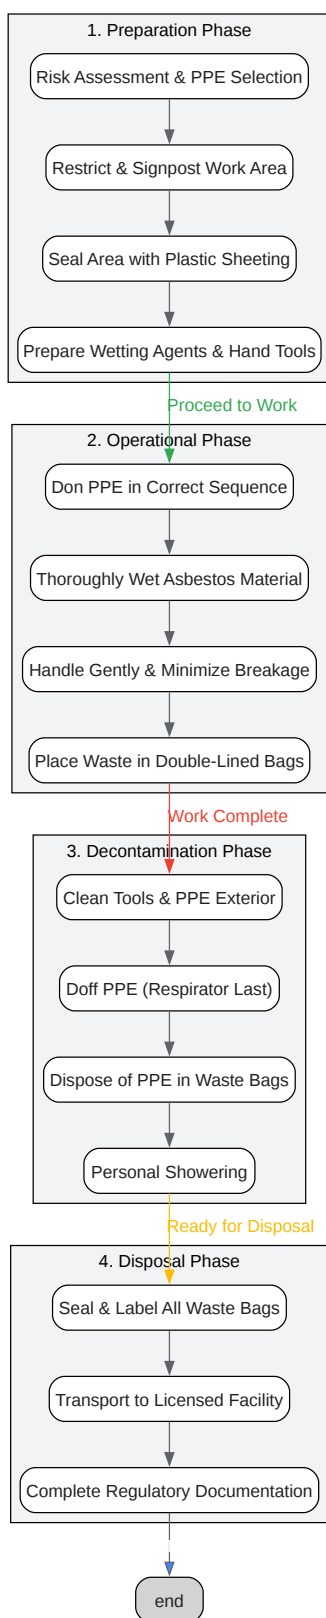 1. Preparation Phase
Risk Assessment & PPE Selection
Restrict & Signpost Work Area
Seal Area with Plastic Sheeting
Prepare Wetting Agents & Hand Tools
Proceed to Work
2. Operational Phase
Don PPE in Correct Sequence
Thoroughly Wet Asbestos Material
Handle Gently & Minimize Breakage
Place Waste in Double-Lined Bags
Work Complete
3. Decontamination Phase
Clean Tools & PPE Exterior
Doff PPE (Respirator Last)
Dispose of PPE in Waste Bags
Personal Showering
Ready for Disposal
4. Disposal Phase
Seal & Label All Waste Bags
Transport to Licensed Facility
Complete Regulatory Documentation
end